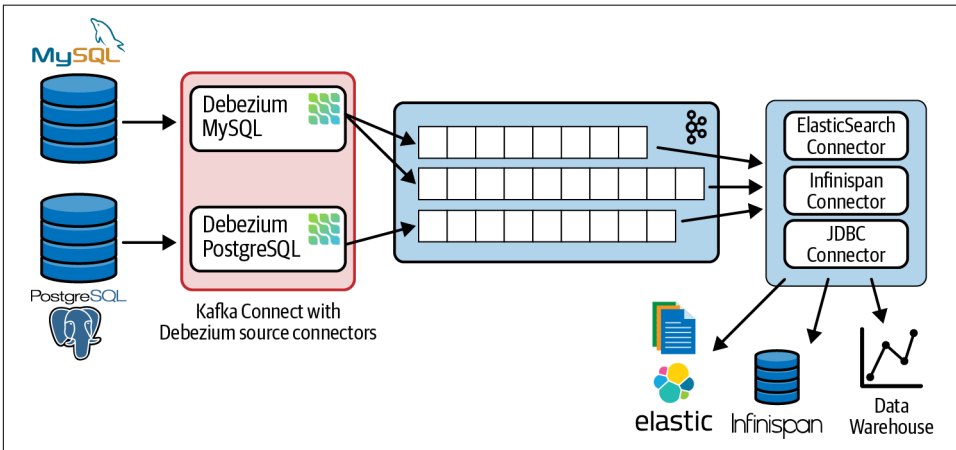 MySQL
Debezium
MySQL
Debezium
PostgreSQL
PostgreSQL
Kafka Connect with
Debezium source connectors
ElasticSearch
Connector
Infinispan
Connector
JDBC
Connector
elastic
Infinispan
Data
Warehouse